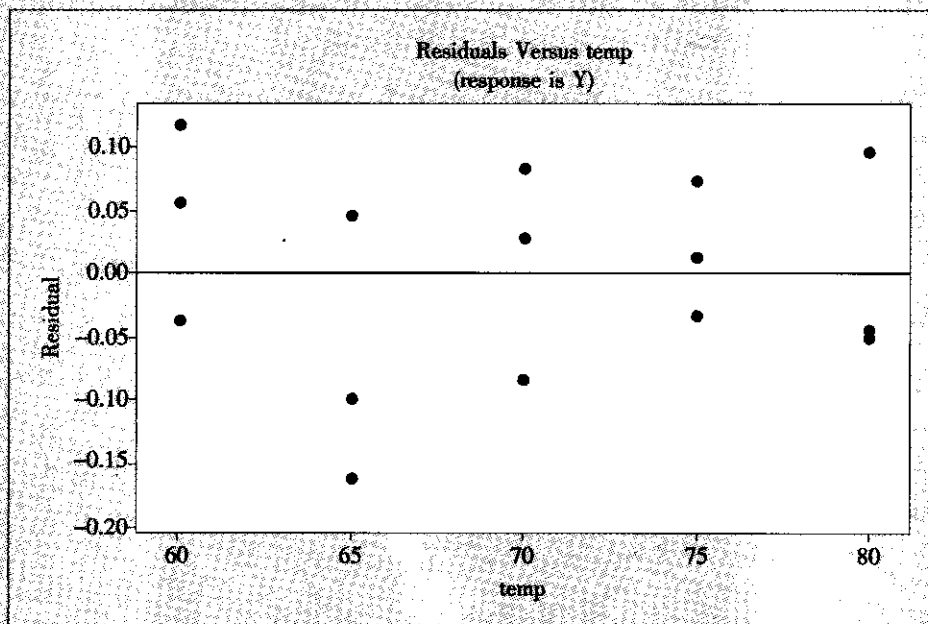 Residuals Versus temp
(response is Y)
0.10
0.05
0.00
-0.05
-0.10
-0.15
-0.20
Residual
60 65 70 75 80
temp